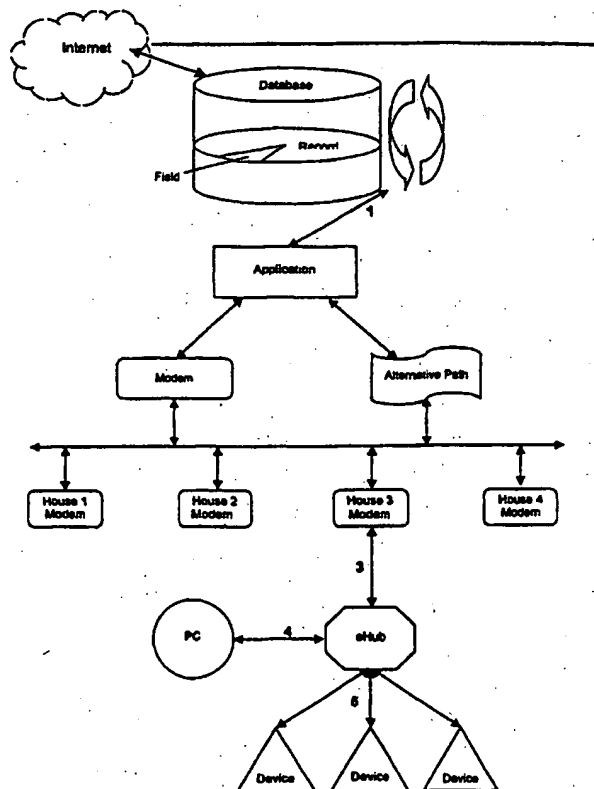 Internet
Database
Record
Field
1
Application
Modem
Alternative Path
House 1
Modem
House 2
Modem
House 3
Modem
House 4
Modem
3
PC
4
eHub
5
Device
Device
Device